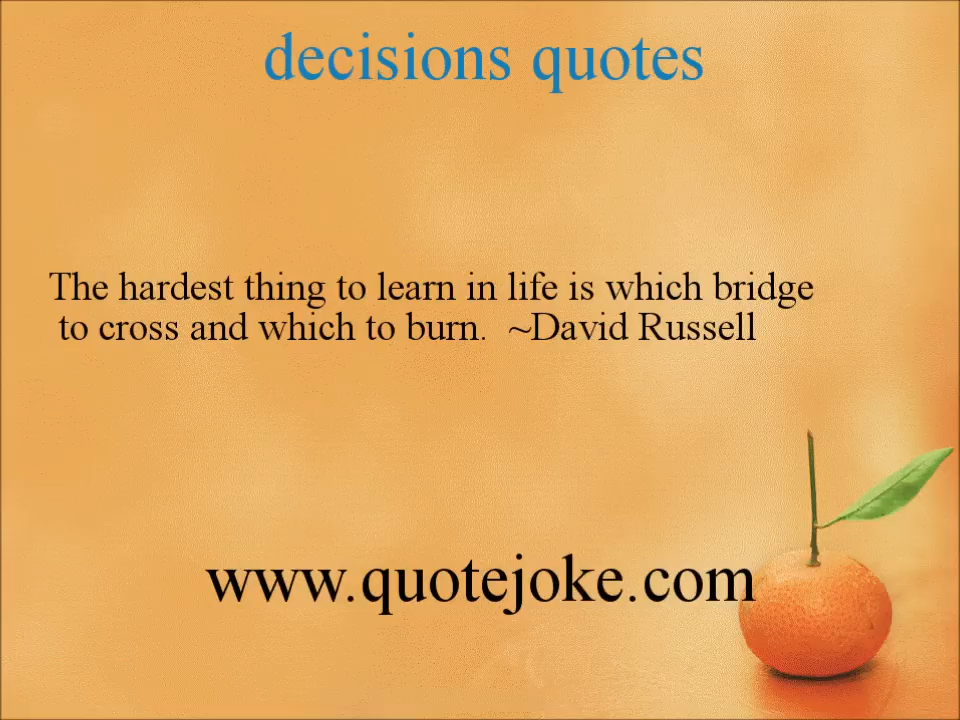 decisions quotes
The hardest thing to learn in life is which bridge
to cross and which to burn.  ~David Russell
www.quotejoke.com